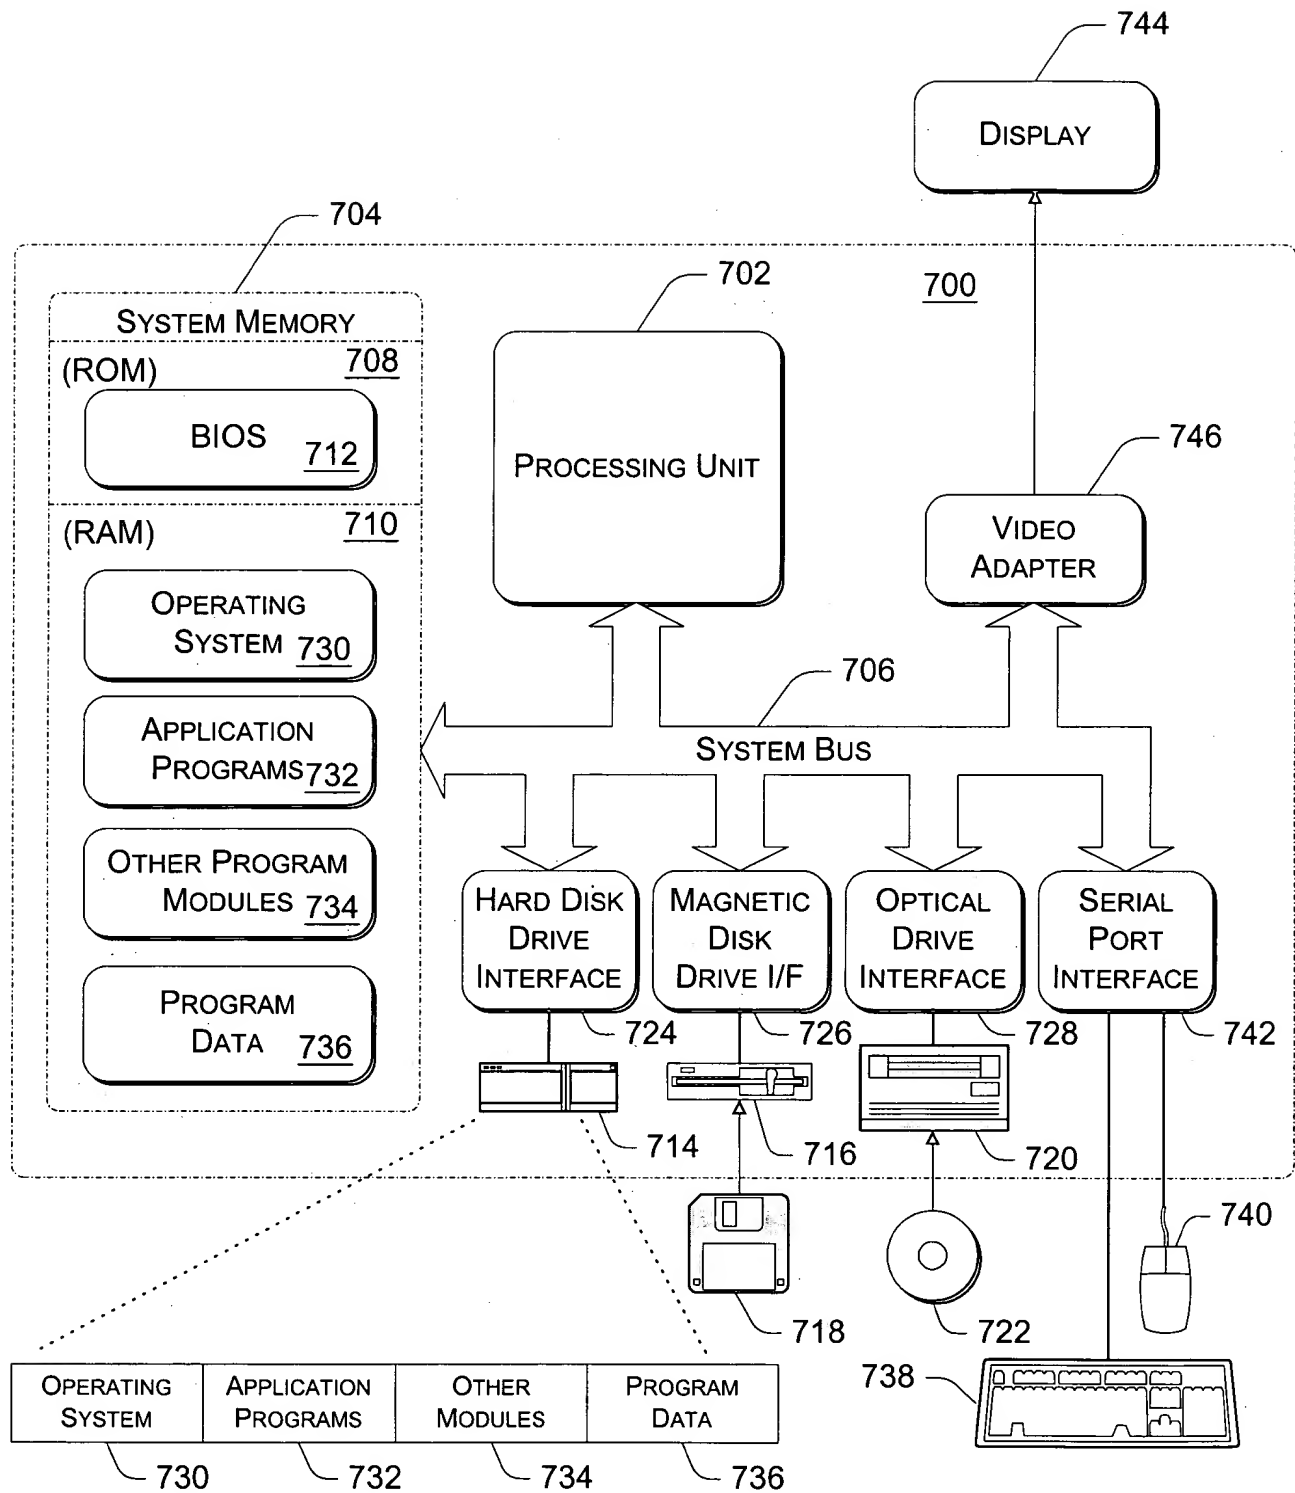 744
DISPLAY
704
702
700
SYSTEM MEMORY
(ROM)
708
BIOS
712
PROCESSING UNIT
746
VIDEO
ADAPTER
(RAM)
710
OPERATING
SYSTEM 730
APPLICATION
PROGRAMS 732
OTHER PROGRAM
MODULES 734
PROGRAM
DATA 736
706
SYSTEM BUS
HARD DISK
DRIVE
INTERFACE
MAGNETIC
DISK
DRIVE I/F
OPTICAL
DRIVE
INTERFACE
SERIAL
PORT
INTERFACE
724
726
728
742
714
716
720
718
722
740
738
OPERATING
SYSTEM
APPLICATION
PROGRAMS
OTHER
MODULES
PROGRAM
DATA
730
732
734
736